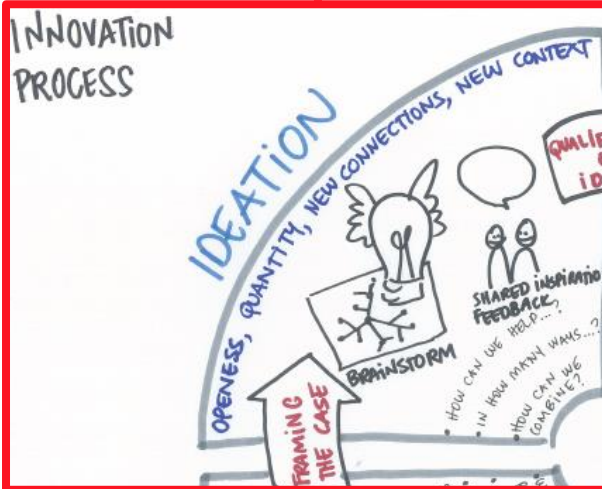 INNOVATION
PROCESS
IDEATION
OPENESS, QUANTITY, NEW CONNECTIONS, NEW CONTEXT
BRAINSTORM
SHARED INSPIRATIO
FEEDBACK
• HOW CAN WE HELP...?
• IN HOW MANY WAYS...?
• HOW CAN WE
COMBINE?
FRAMING
THE CASE